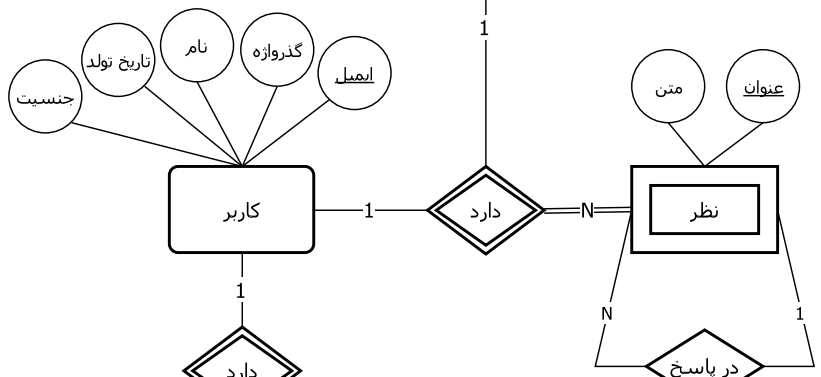 1
نام
گذرواژه
تاریخ تولد
ایمیل
جنسیت
متن
عنوان
کاربر
1
دارد
N
نظر
1
N
1
دارد
در پاسخ